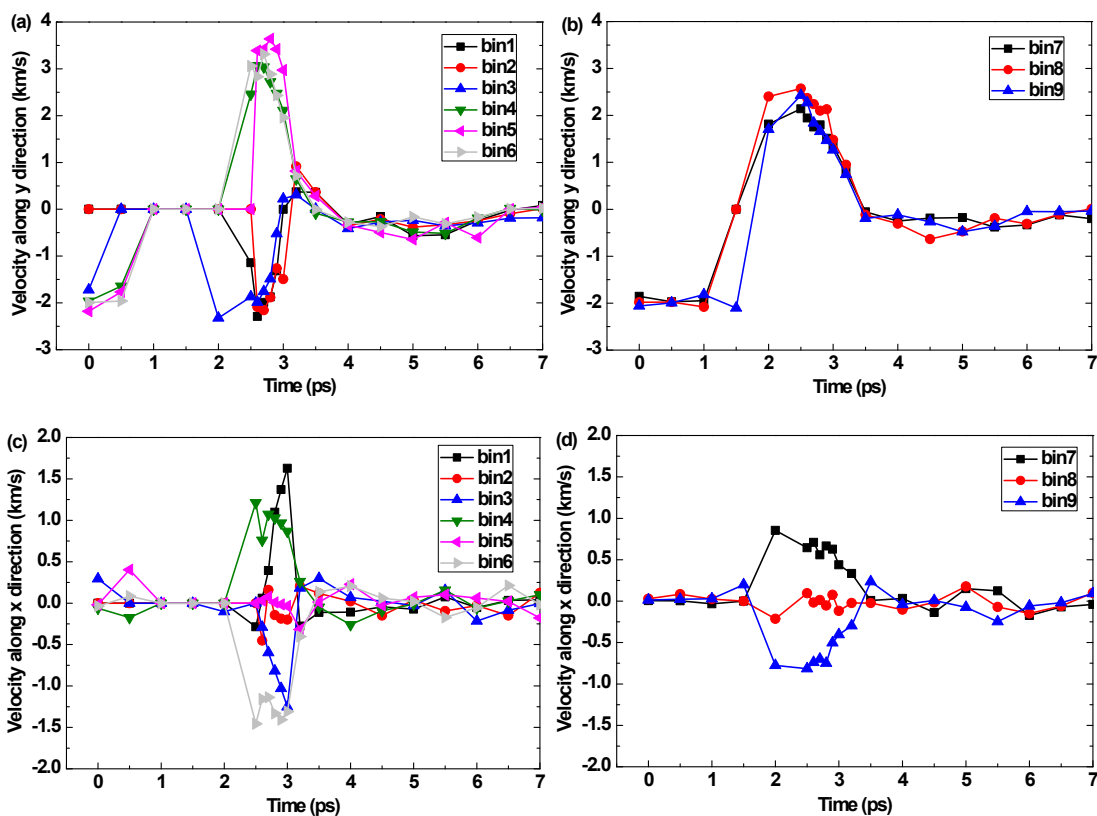 (a)
4
3
2
1
0
-1
-2
-3
Velocity along y direction (km/s)
0 1 2 3 4 5 6 7
Time (ps)
bin1
bin2
bin3
bin4
bin5
bin6
(b)
4
3
2
1
0
-1
-2
-3
Velocity along y direction (km/s)
0 1 2 3 4 5 6 7
Time (ps)
bin7
bin8
bin9
(c)
2.0
1.5
1.0
0.5
0.0
-0.5
-1.0
-1.5
-2.0
Velocity along x direction (km/s)
0 1 2 3 4 5 6 7
Time (ps)
bin1
bin2
bin3
bin4
bin5
bin6
(d)
2.0
1.5
1.0
0.5
0.0
-0.5
-1.0
-1.5
-2.0
Velocity along x direction (km/s)
0 1 2 3 4 5 6 7
Time (ps)
bin7
bin8
bin9